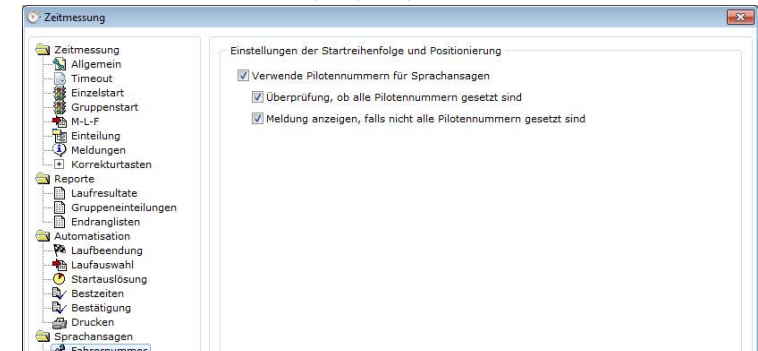 Zeitmessung
Zeitmessung
Allgemein
Timeout
Einzelstart
Gruppenstart
M-L-F
Einteilung
Meldungen
Korrekturtasten
Reporte
Laufresultate
Gruppeneinteilungen
Endranglisten
Automatisation
Laufbeendung
Laufauswahl
Startauslösung
Bestzeiten
Bestätigung
Drucken
Sprachansagen
Fahrernummer
Einstellungen der Startreihenfolge und Positionierung
Verwende Pilotennummern für Sprachansagen
Überprüfung, ob alle Pilotennummern gesetzt sind
Meldung anzeigen, falls nicht alle Pilotennummern gesetzt sind